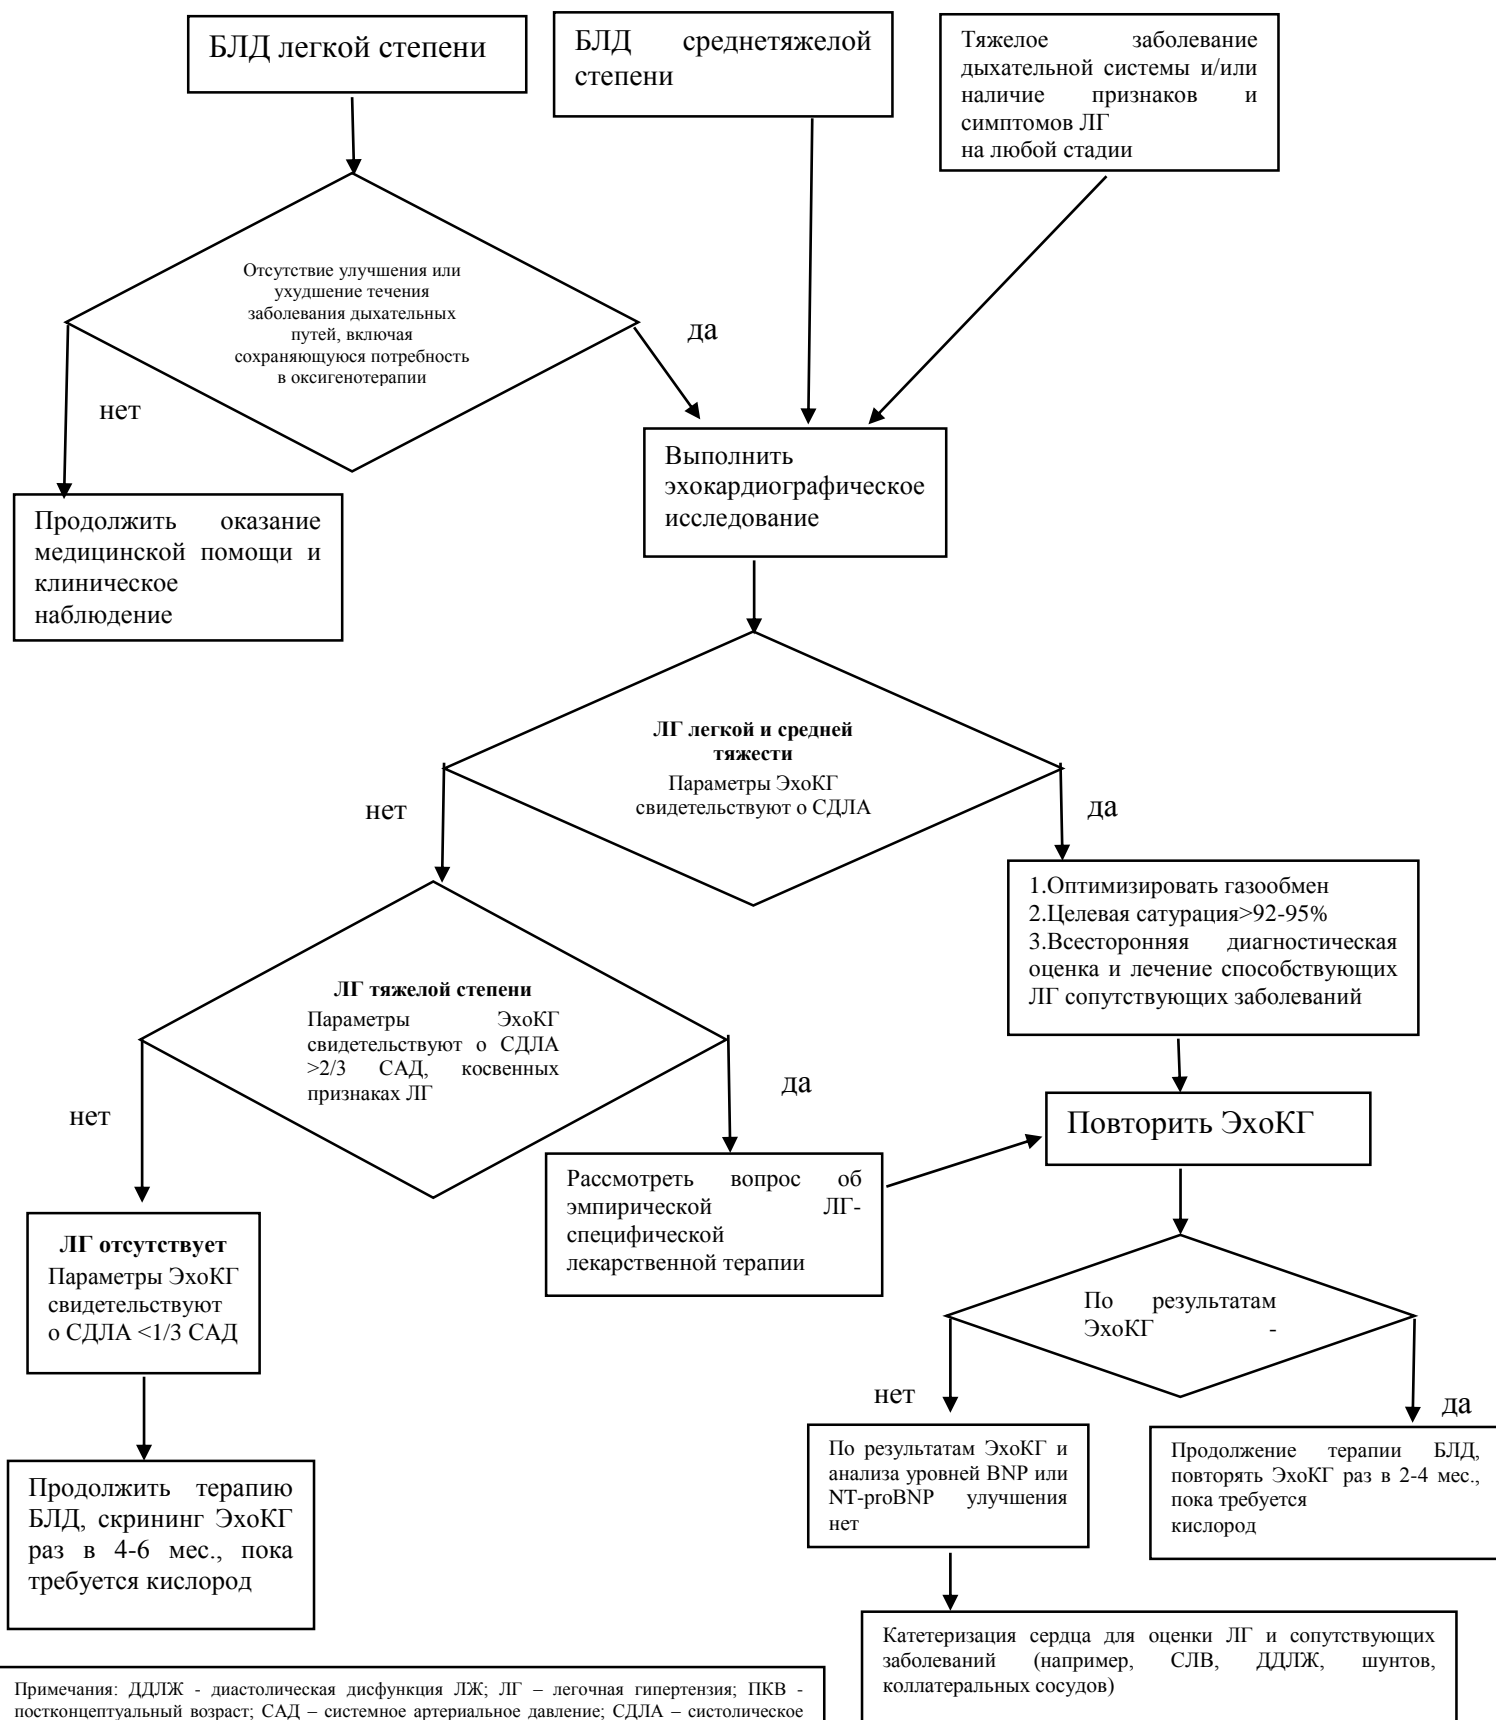 БЛД легкой степени
БЛД среднетяжелой
степени
Тяжелое заболевание
дыхательной системы и/или
наличие признаков и
симптомов ЛГ
на любой стадии
Отсутствие улучшения или
ухудшение течения
заболевания дыхательных
путей, включая
сохраняющуюся потребность
в оксигенотерапии
да
нет
Выполнить
эхокардиографическое
исследование
Продолжить оказание
медицинской помощи и
клиническое
наблюдение
ЛГ легкой и средней
тяжести
Параметры ЭхоКГ
свидетельствуют о СДЛА
нет
да
1.Оптимизировать газообмен
2.Целевая сатурация>92-95%
3.Всесторонняя диагностическая
оценка и лечение способствующих
ЛГ сопутствующих заболеваний
ЛГ тяжелой степени
Параметры ЭхоКГ
свидетельствуют о СДЛА
>2/3 САД, косвенных
признаках ЛГ
нет
да
Повторить ЭхоКГ
Рассмотреть вопрос об
эмпирической ЛГ-
специфической
лекарственной терапии
ЛГ отсутствует
Параметры ЭхоКГ
свидетельствуют
о СДЛА <1/3 САД
По результатам
ЭхоКГ -
нет
да
По результатам ЭхоКГ и
анализа уровней BNP или
NT-proBNP улучшения
нет
Продолжение терапии БЛД,
повторять ЭхоКГ раз в 2-4 мес.,
пока требуется
кислород
Продолжить терапию
БЛД, скрининг ЭхоКГ
раз в 4-6 мес., пока
требуется кислород
Катетеризация сердца для оценки ЛГ и сопутствующих
заболеваний (например, СЛВ, ДДЛЖ, шунтов,
коллатеральных сосудов)
Примечания: ДДЛЖ - диастолическая дисфункция ЛЖ; ЛГ – легочная гипертензия; ПКВ -
постконцептуальный возраст; САД – системное артериальное давление; СДЛА – систолическое